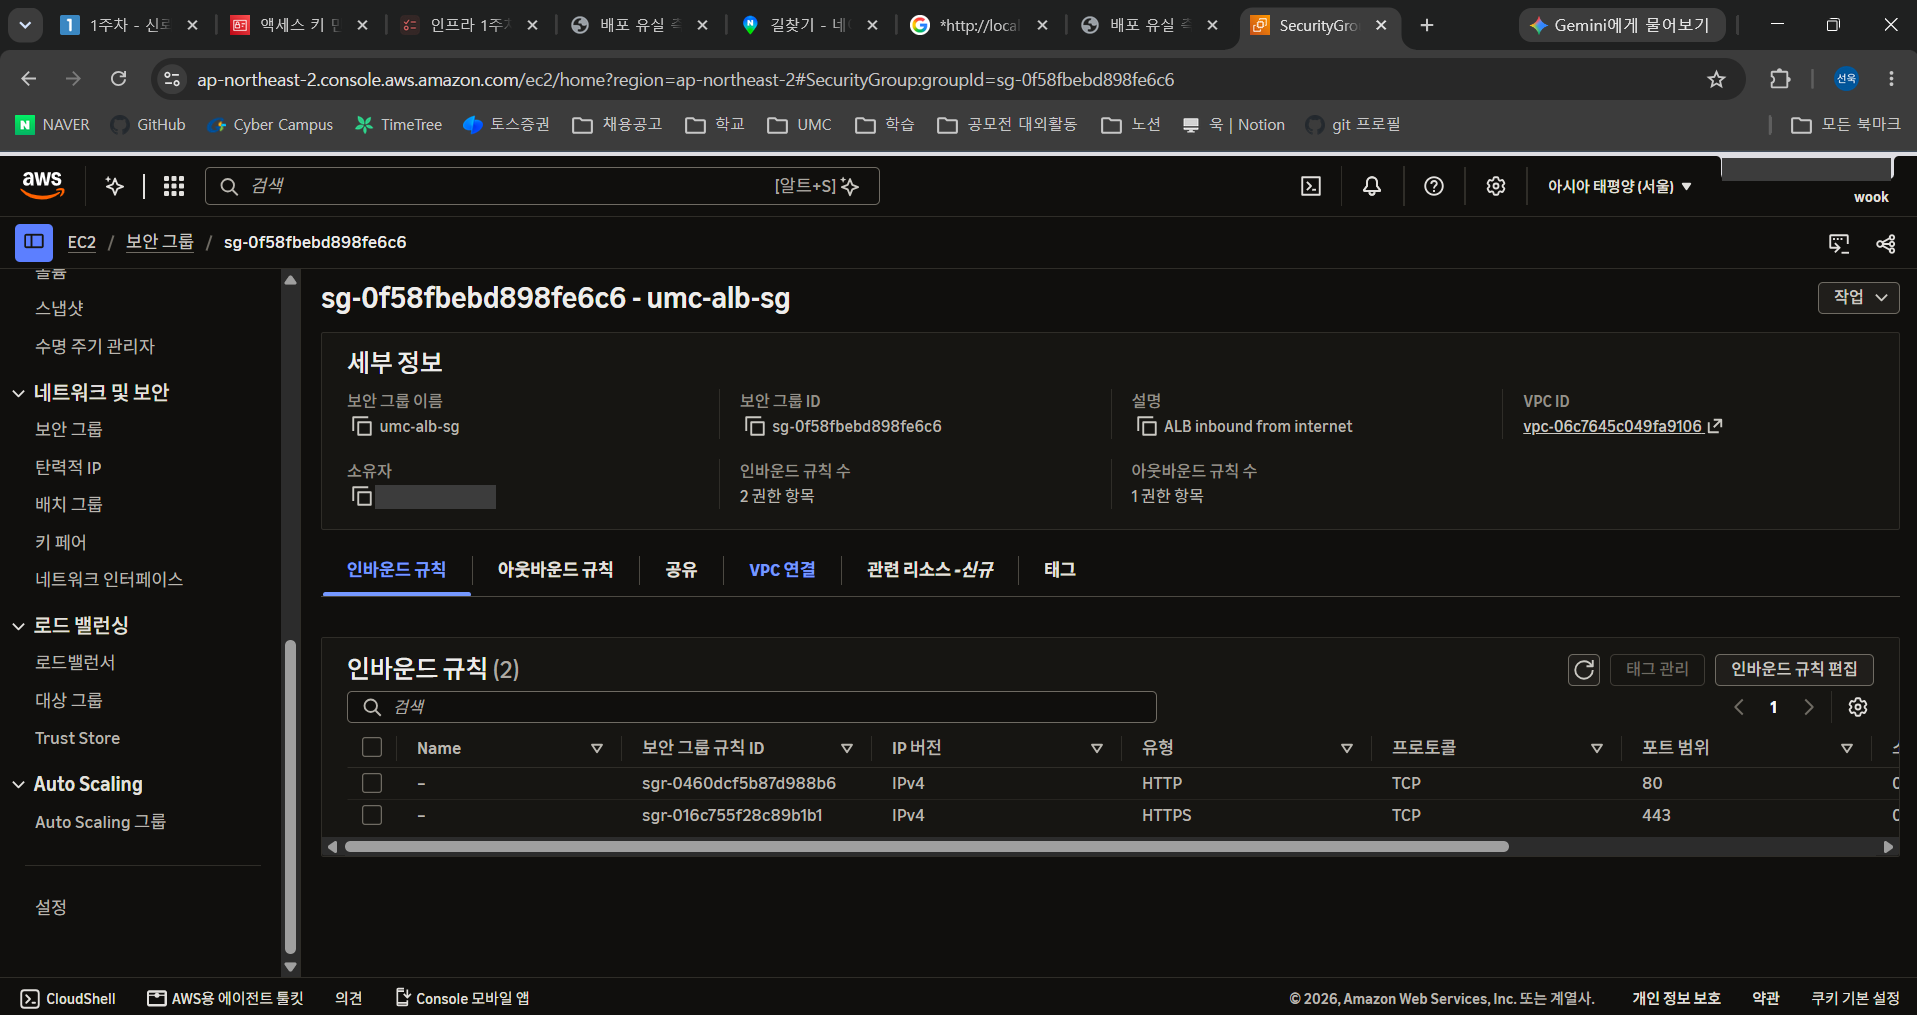 1주차 - 신로
액세스 키 만
인프라 1주차
배포 유실 죽
길찾기 - 네이
*http://local
배포 유실 죽
SecurityGro
Gemini에게 물어보기
ap-northeast-2.console.aws.amazon.com/ec2/home?region=ap-northeast-2#SecurityGroup:groupId=sg-0f58fbebd898fe6c6
선욱
NAVER
GitHub
Cyber Campus
TimeTree
토스증권
채용공고
학교
UMC
학습
공모전 대외활동
노션
욱 | Notion
git 프로필
모든 북마크
aws
검색
[알트+S]
아시아 태평양 (서울)
wook
EC2 / 보안 그룹 / sg-0f58fbebd898fe6c6
볼륨
스냅샷
수명 주기 관리자
네트워크 및 보안
보안 그룹
탄력적 IP
배치 그룹
키 페어
네트워크 인터페이스
로드 밸런싱
로드밸런서
대상 그룹
Trust Store
Auto Scaling
Auto Scaling 그룹
설정
sg-0f58fbebd898fe6c6 - umc-alb-sg
작업
세부 정보
보안 그룹 이름
umc-alb-sg
보안 그룹 ID
sg-0f58fbebd898fe6c6
설명
ALB inbound from internet
VPC ID
vpc-06c7645c049fa9106
소유자
인바운드 규칙 수
2 권한 항목
아웃바운드 규칙 수
1 권한 항목
인바운드 규칙
아웃바운드 규칙
공유
VPC 연결
관련 리소스 - 신규
태그
인바운드 규칙 (2)
태그 관리
인바운드 규칙 편집
검색
1
Name 보안 그룹 규칙 ID IP 버전 유형 프로토콜 포트 범위
– sgr-0460dcf5b87d988b6 IPv4 HTTP TCP 80
– sgr-016c755f28c89b1b1 IPv4 HTTPS TCP 443
CloudShell
AWS용 에이전트 툴킷
의견
Console 모바일 앱
© 2026, Amazon Web Services, Inc. 또는 계열사.
개인 정보 보호
약관
쿠키 기본 설정